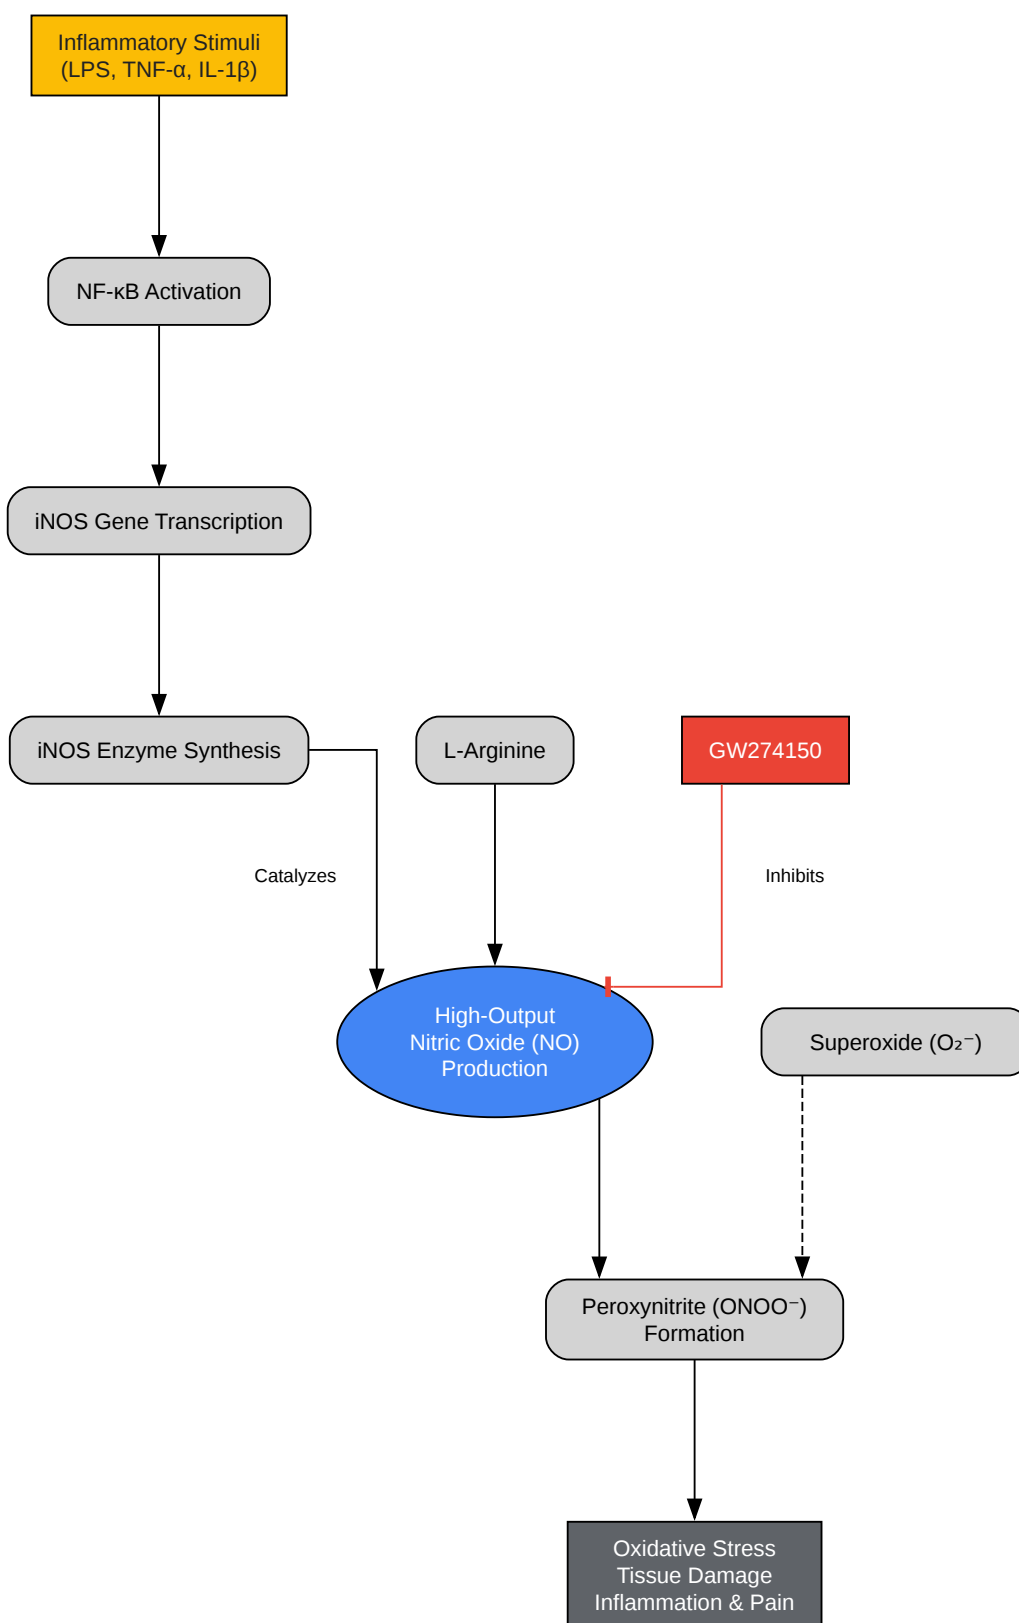 Inflammatory Stimuli
(LPS, TNF-α, IL-1β)
NF-κB Activation
iNOS Gene Transcription
iNOS Enzyme Synthesis
L-Arginine
GW274150
Catalyzes
Inhibits
High-Output
Nitric Oxide (NO)
Production
Superoxide (O₂⁻)
Peroxynitrite (ONOO⁻)
Formation
Oxidative Stress
Tissue Damage
Inflammation & Pain